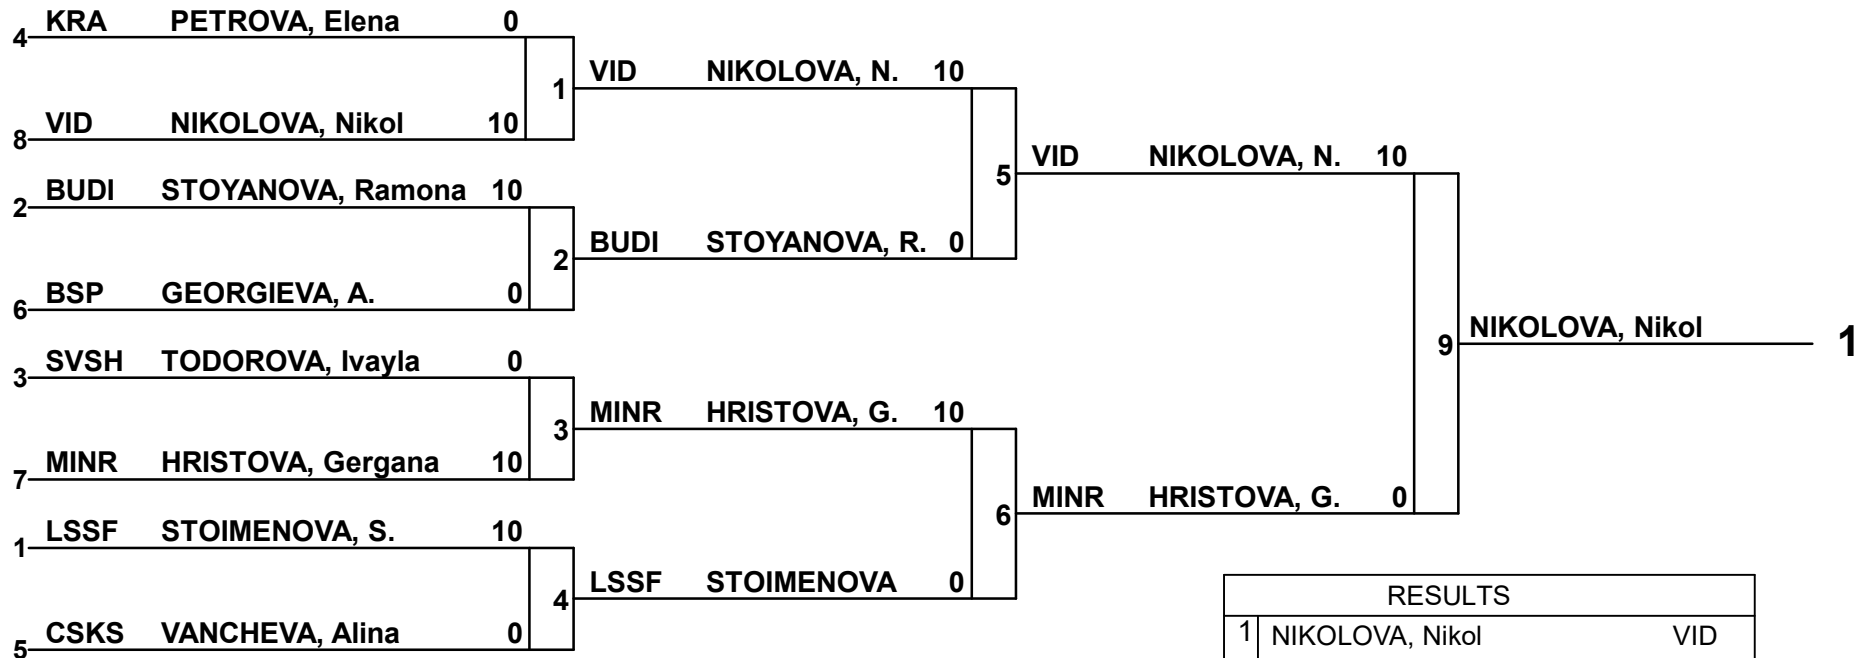 4 KRA PETROVA, Elena 0
1 VID NIKOLOVA, N. 10
8 VID NIKOLOVA, Nikol 10
5 VID NIKOLOVA, N. 10
2 BUDI STOYANOVA, Ramona 10
2 BUDI STOYANOVA, R. 0
6 BSP GEORGIEVA, A. 0
9 NIKOLOVA, Nikol 1
3 SVSH TODOROVA, Ivayla 0
3 MINR HRISTOVA, G. 10
7 MINR HRISTOVA, Gergana 10
6 MINR HRISTOVA, G. 0
1 LSSF STOIMENOVA, S. 10
4 LSSF STOIMENOVA 0
5 CSKS VANCHEVA, Alina 0
RESULTS
1 NIKOLOVA, Nikol VID